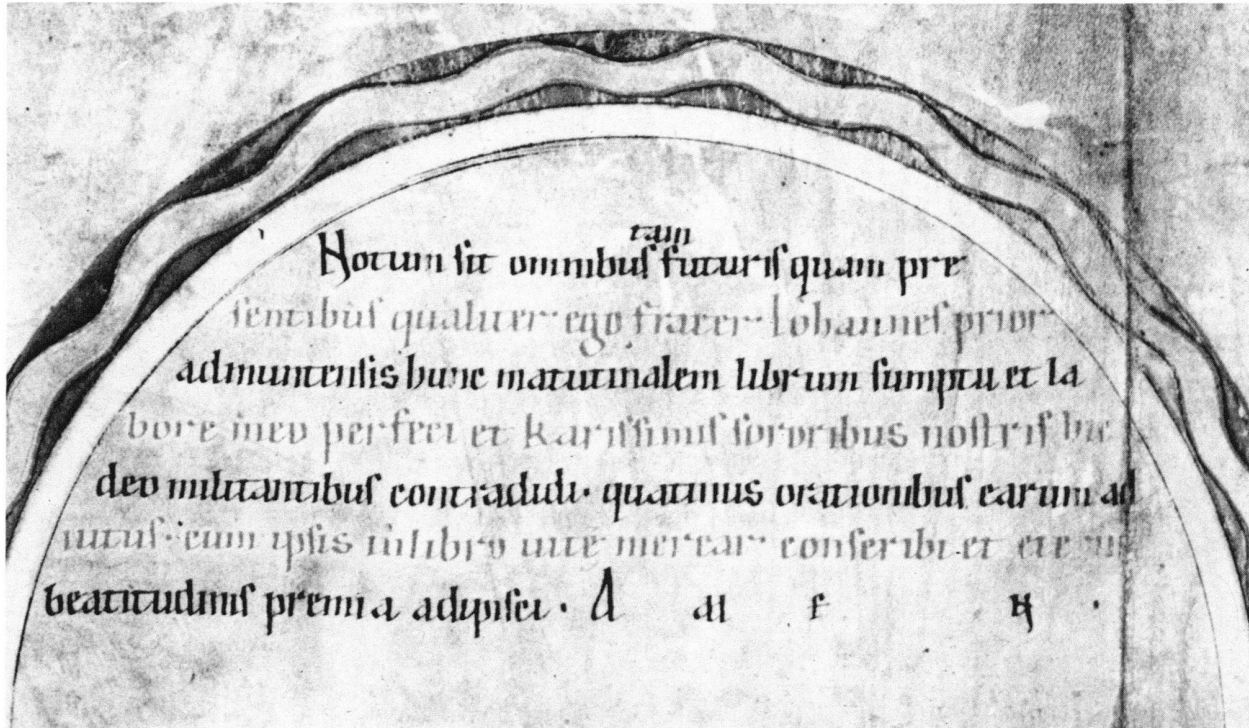 tam
Notum sit omnibus futuris quam pre
sentibus qualiter ego frater Iohannes prior
admuntensis hunc matutinalem librum sumptu et la
bore meo perfeci et karissimis sororibus nostris hic
deo militantibus contradidi · quatinus orationibus earum ad
iutus · cum ipsis in libro uite merear conscribi et eterne
beatitudinis premia adipisci · A M E N ·